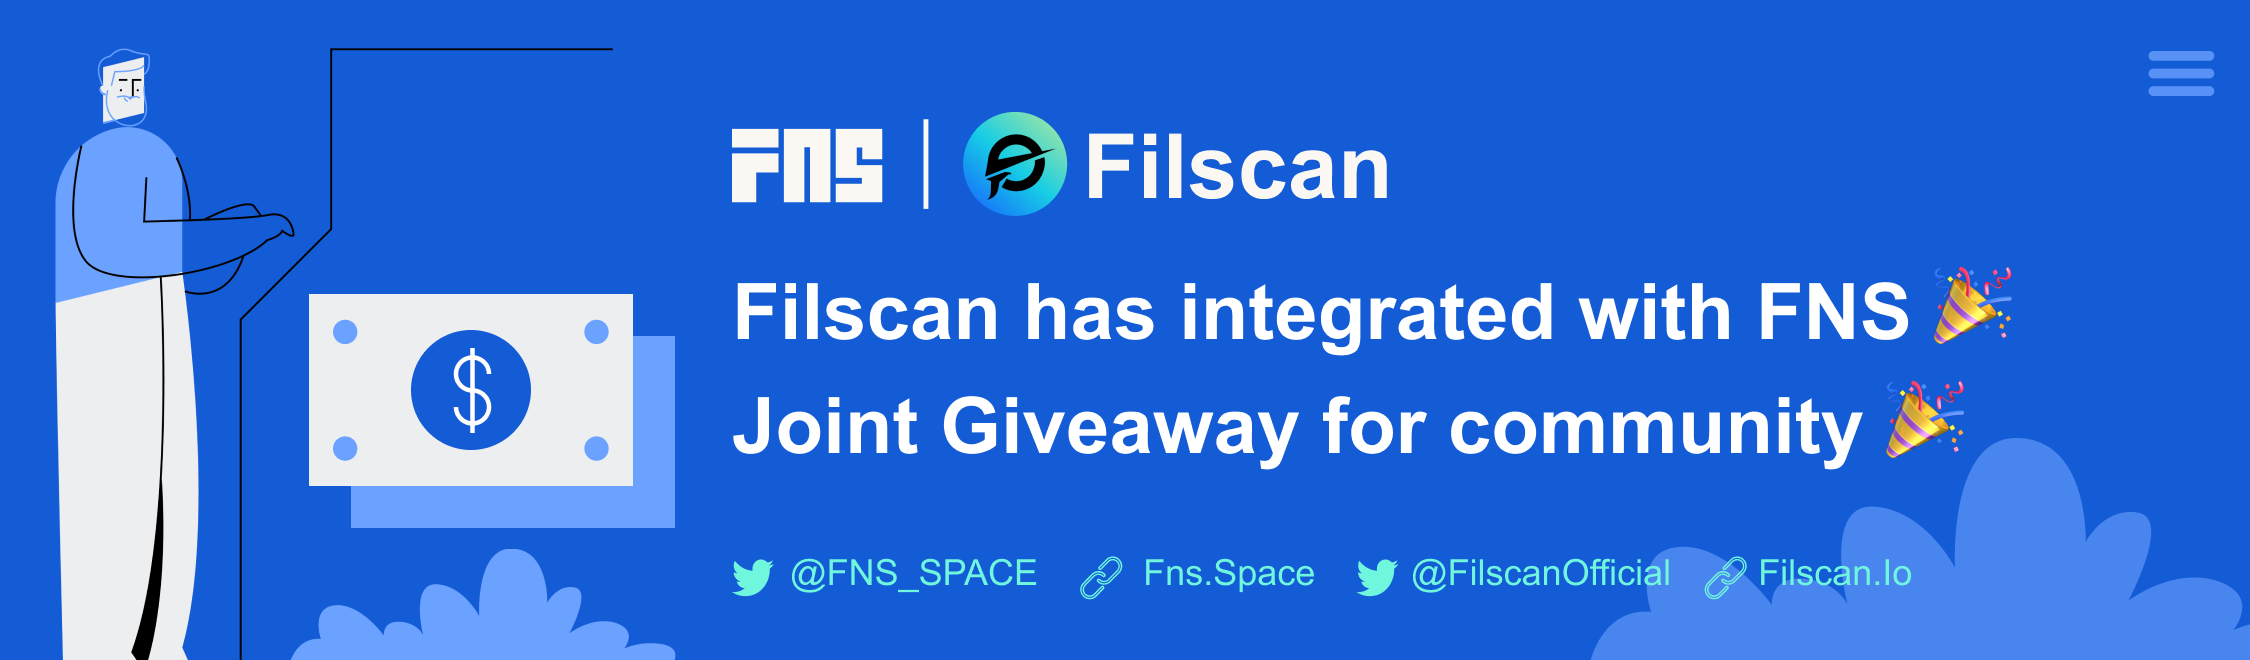 FNS | Filscan
Filscan has integrated with FNS 🎉
Joint Giveaway for community 🎉
@FNS_SPACE Fns.Space @FilscanOfficial Filscan.Io